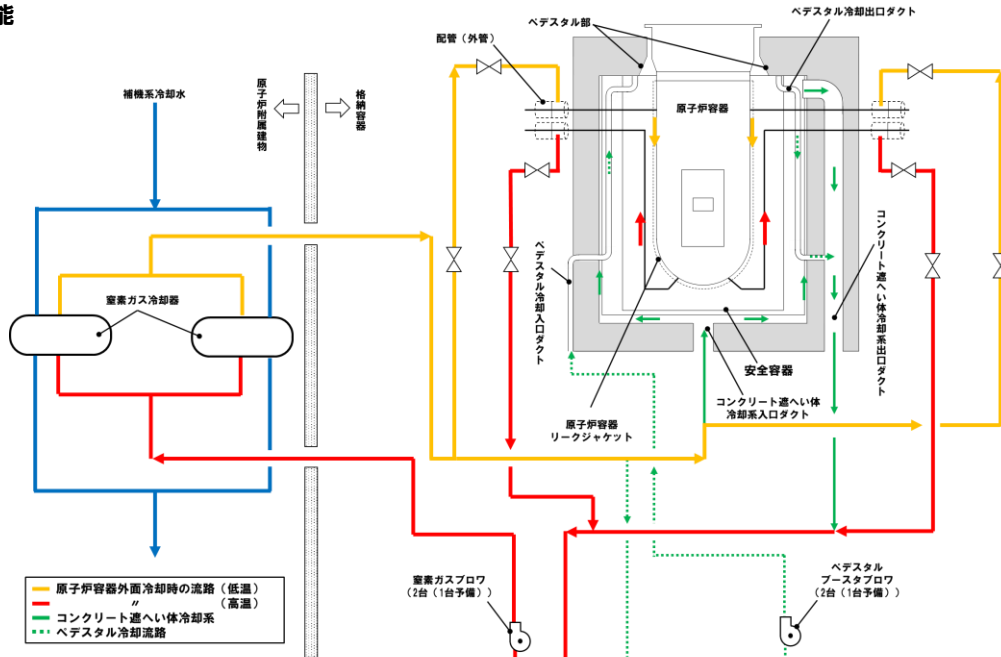 能
ペデスタル部
ペデスタル冷却出口ダクト
配管(外管)
補機系冷却水
原子炉附属建物
格納容器
原子炉容器
コンクリート遮へい体冷却系出口ダクト
ペデスタル冷却入口ダクト
窒素ガス冷却器
安全容器
コンクリート遮へい体
冷却系入口ダクト
原子炉容器
リークジャケット
原子炉容器外面冷却時の流路(低温)
〃 (高温)
コンクリート遮へい体冷却系
ペデスタル冷却流路
窒素ガスブロワ
(2台(1台予備))
ペデスタル
ブースタブロワ
(2台(1台予備))